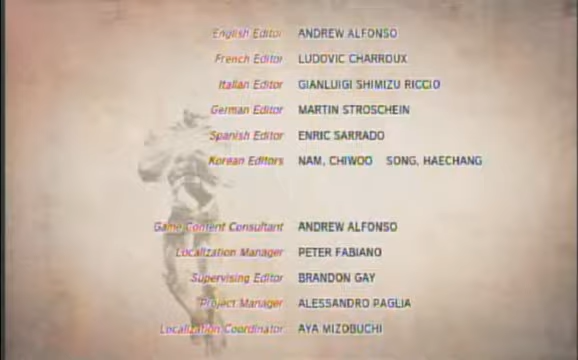 English Editor ANDREW ALFONSO
French Editor LUDOVIC CHARROUX
Italian Editor GIANLUIGI SHIMIZU RICCIO
German Editor MARTIN STROSCHEIN
Spanish Editor ENRIC SARRADO
Korean Editors NAM, CHIWOO SONG, HAECHANG
Game Content Consultant ANDREW ALFONSO
Localization Manager PETER FABIANO
Supervising Editor BRANDON GAY
Project Manager ALESSANDRO PAGLIA
Localization Coordinator AYA MIZOBUCHI